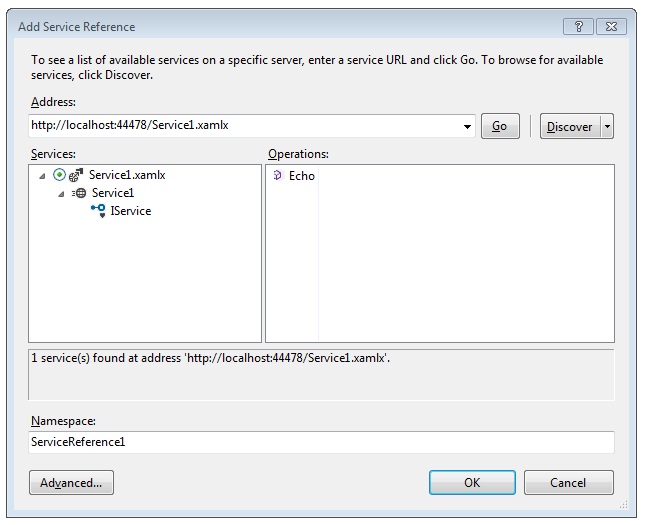 Add Service Reference
?
To see a list of available services on a specific server, enter a service URL and click Go. To browse for available
services, click Discover.
Address:
http://localhost:44478/Service1.xamlx
Go
Discover
Services:
Operations:
Service1.xamlx
Echo
Service1
IService
1 service(s) found at address 'http://localhost:44478/Service1.xamlx'.
Namespace:
ServiceReference1
Advanced...
OK
Cancel